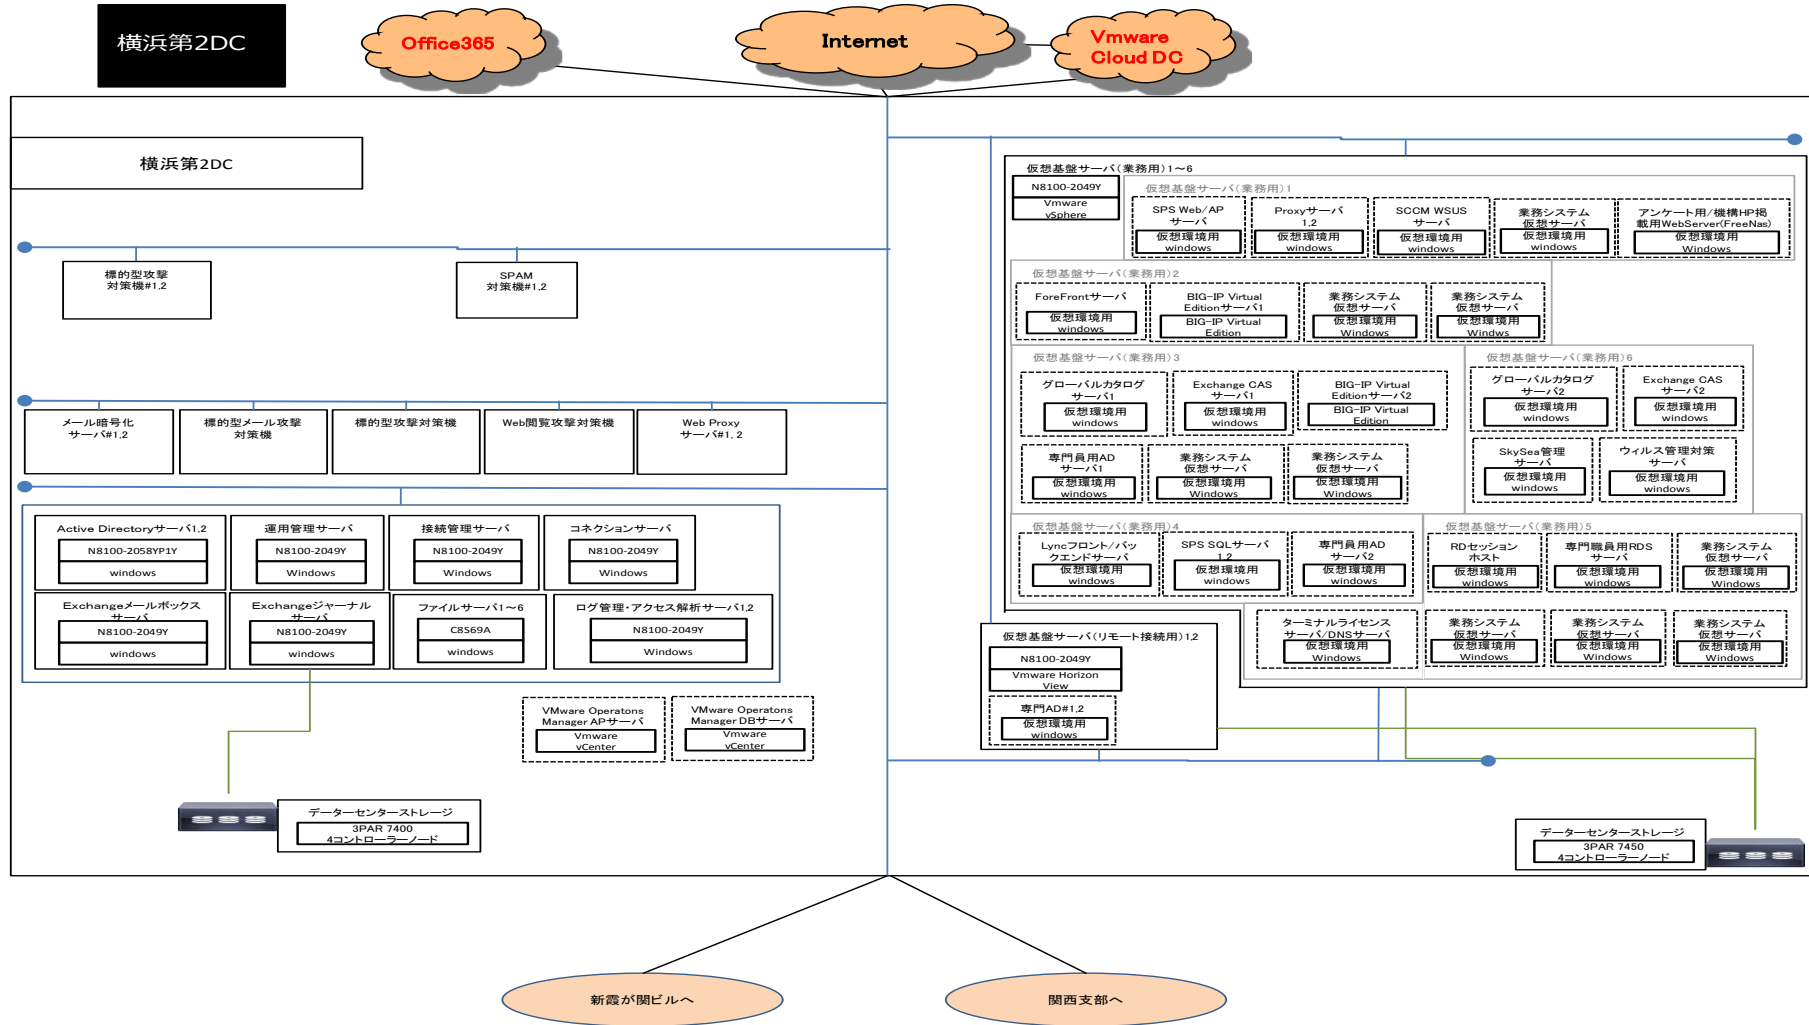 横浜第2DC
Office365
Internet
Vmware
Cloud DC
横浜第2DC
標的型攻撃
対策機#1,2
SPAM
対策機#1,2
メール暗号化
サーバ#1,2
標的型メール攻撃
対策機
標的型攻撃対策機
Web閲覧攻撃対策機
Web Proxy
サーバ#1, 2
Active Directoryサーバ1,2
N8100-2058YP1Y
windows
運用管理サーバ
N8100-2049Y
Windows
接続管理サーバ
N8100-2049Y
Windows
コネクションサーバ
N8100-2049Y
Windows
Exchangeメールボックス
サーバ
N8100-2049Y
windows
Exchangeジャーナル
サーバ
N8100-2049Y
windows
ファイルサーバ1～6
C8S69A
windows
ログ管理・アクセス解析サーバ1,2
N8100-2049Y
Windows
VMware Operatons
Manager APサーバ
Vmware
vCenter
VMware Operatons
Manager DBサーバ
Vmware
vCenter
データーセンターストレージ
3PAR 7400
4コントローラーノード
仮想基盤サーバ(業務用)1～6
N8100-2049Y
Vmware
vSphere
仮想基盤サーバ(業務用)1
SPS Web/AP
サーバ
仮想環境用
windows
Proxyサーバ
1,2
仮想環境用
windows
SCCM WSUS
サーバ
仮想環境用
windows
業務システム
仮想サーバ
仮想環境用
windows
アンケート用/機構HP掲
載用WebServer(FreeNas)
仮想環境用
Windows
仮想基盤サーバ(業務用)2
ForeFrontサーバ
仮想環境用
windows
BIG-IP Virtual
Editionサーバ1
BIG-IP Virtual
Edition
業務システム
仮想サーバ
仮想環境用
Windows
業務システム
仮想サーバ
仮想環境用
Windws
仮想基盤サーバ(業務用)3
グローバルカタログ
サーバ1
仮想環境用
windows
Exchange CAS
サーバ1
仮想環境用
windows
BIG-IP Virtual
Editionサーバ2
BIG-IP Virtual
Edition
専門員用AD
サーバ1
仮想環境用
windows
業務システム
仮想サーバ
仮想環境用
Windows
業務システム
仮想サーバ
仮想環境用
Windows
仮想基盤サーバ(業務用)6
グローバルカタログ
サーバ2
仮想環境用
windows
Exchange CAS
サーバ2
仮想環境用
windows
SkySea管理
サーバ
仮想環境用
windows
ウィルス管理対策
サーバ
仮想環境用
windows
仮想基盤サーバ(業務用)4
Lyncフロント/バッ
クエンドサーバ
仮想環境用
windows
SPS SQLサーバ
1,2
仮想環境用
windows
専門員用AD
サーバ2
仮想環境用
windows
仮想基盤サーバ(業務用)5
RDセッション
ホスト
仮想環境用
windows
専門職員用RDS
サーバ
仮想環境用
Windows
業務システム
仮想サーバ
仮想環境用
Windows
ターミナルライセンス
サーバ/DNSサーバ
仮想環境用
Windows
業務システム
仮想サーバ
仮想環境用
Windows
業務システム
仮想サーバ
仮想環境用
Windows
業務システム
仮想サーバ
仮想環境用
Windows
仮想基盤サーバ(リモート接続用)1,2
N8100-2049Y
Vmware Horizon
View
専門AD#1,2
仮想環境用
windows
データーセンターストレージ
3PAR 7450
4コントローラーノード
新霞が関ビルへ
関西支部へ